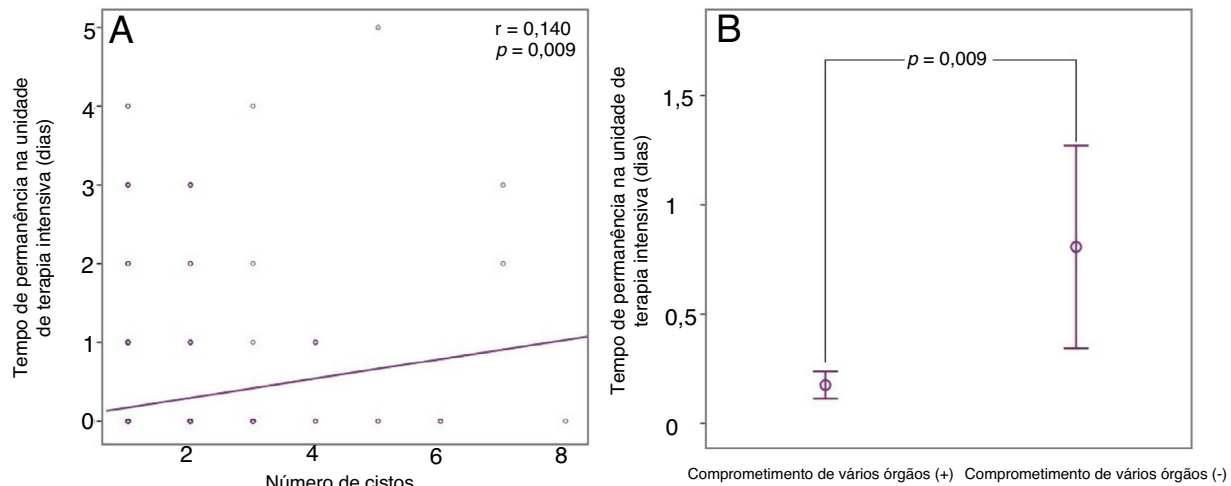 A
r = 0,140
p = 0,009
Tempo de permanência na unidade
de terapia intensiva (dias)
5
4
3
2
1
0
2
4
6
8
Número de cistos
B
p = 0,009
Tempo de permanência na unidade de
terapia intensiva (dias)
1,5
1
0,5
0
Comprometimento de vários órgãos (+)
Comprometimento de vários órgãos (-)